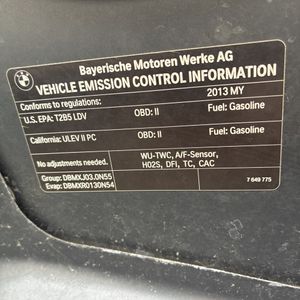 BMW
Bayerische Motoren Werke AG
VEHICLE EMISSION CONTROL INFORMATION
Conforms to regulations: 2013 MY
U.S. EPA: T2B5 LDV OBD: II Fuel: Gasoline
California: ULEV II PC OBD: II Fuel: Gasoline
No adjustments needed. WU-TWC, A/F-Sensor,
HO2S, DFI, TC, CAC
Group: DBMXJ03.0N55
Evap: DBMXR0130N54 7 649 775